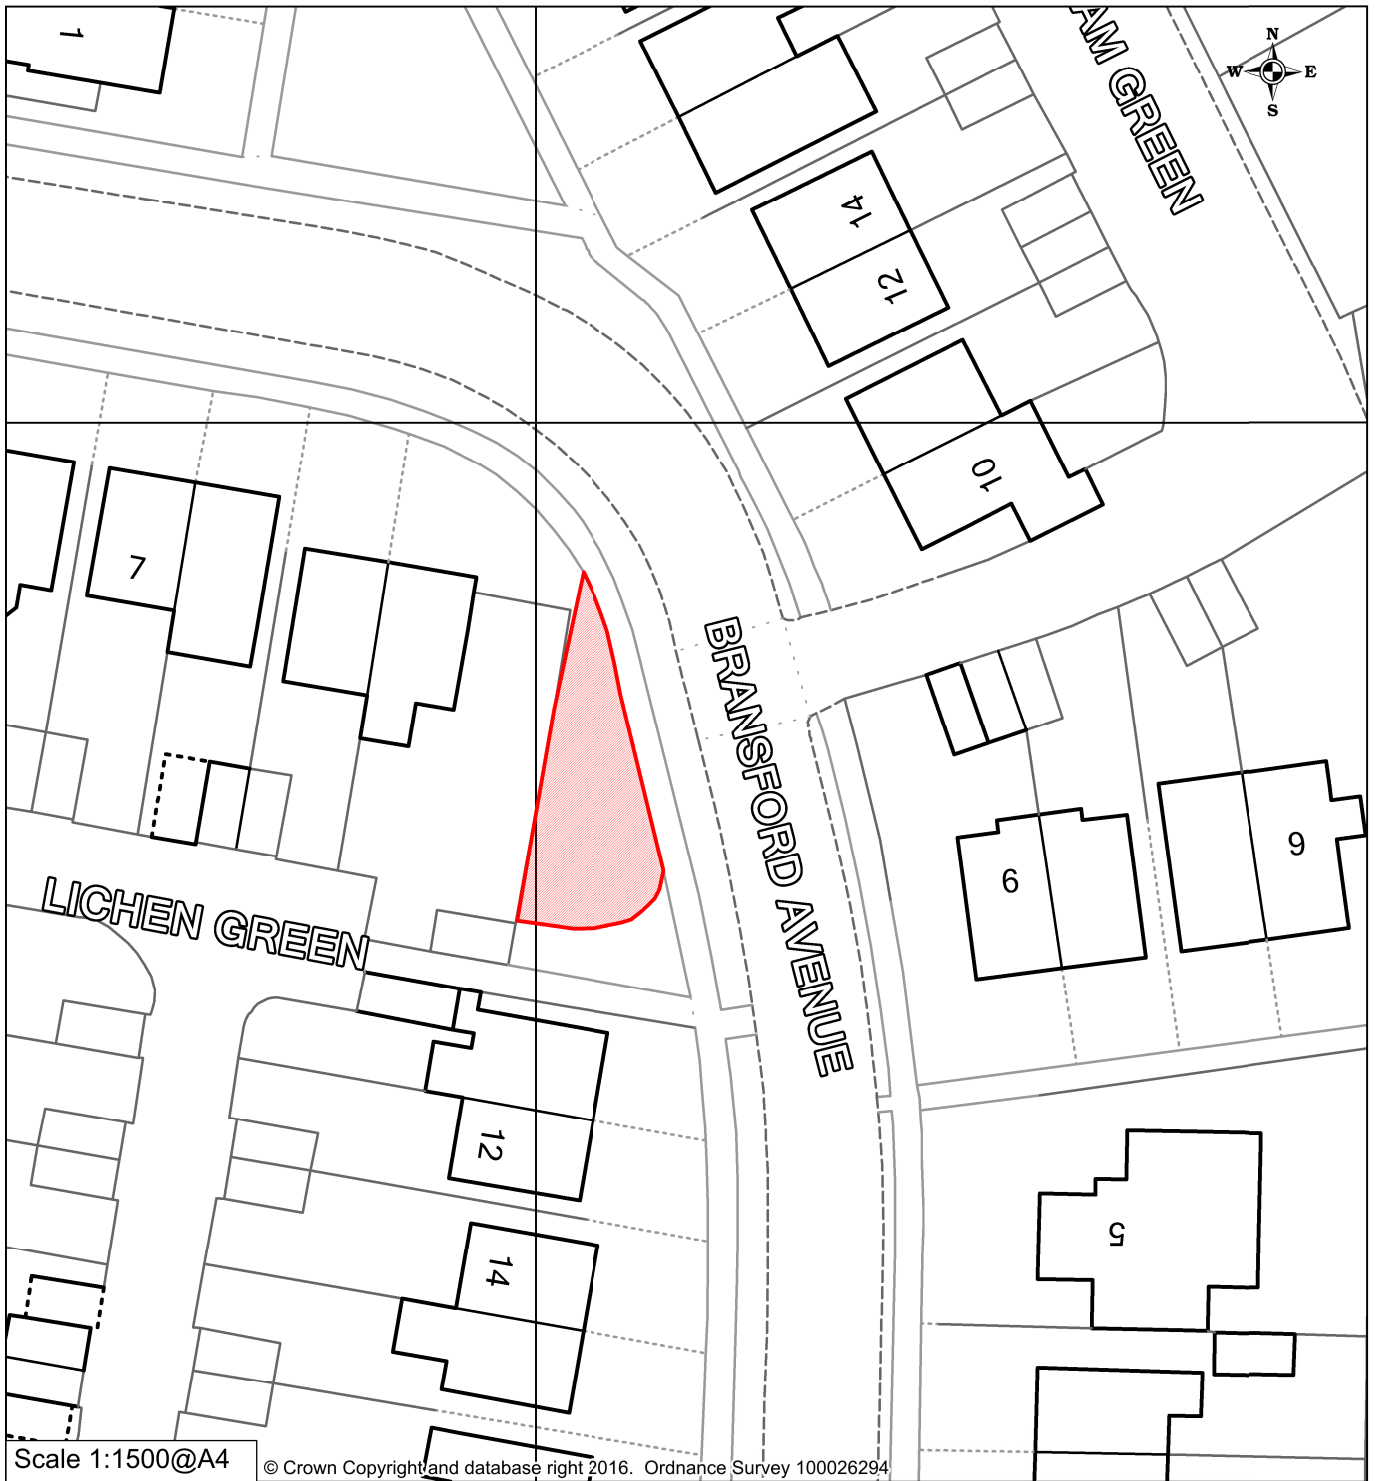 1
AM GREEN
N
W E
S
14
12
10
7
BRANSFORD AVENUE
6
9
LICHEN GREEN
12
14
5
Scale 1:1500@A4
© Crown Copyright and database right 2016. Ordnance Survey 100026294